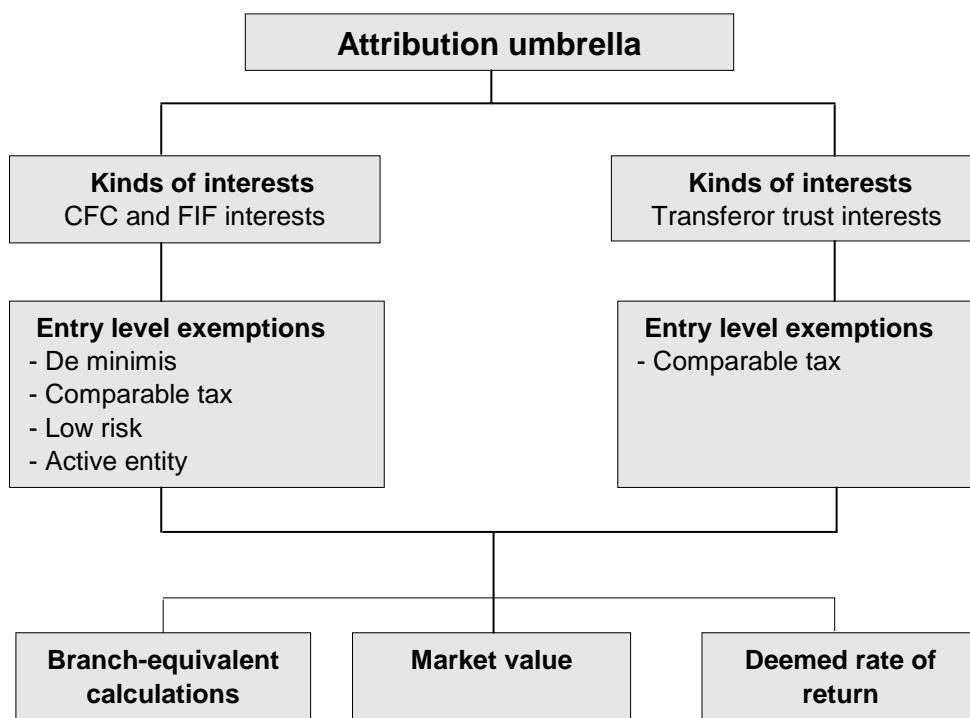 Attribution umbrella
Kinds of interests
CFC and FIF interests
Kinds of interests
Transferor trust interests
Entry level exemptions
- De minimis
- Comparable tax
- Low risk
- Active entity
Entry level exemptions
- Comparable tax
Branch-equivalent
calculations
Market value
Deemed rate of
return